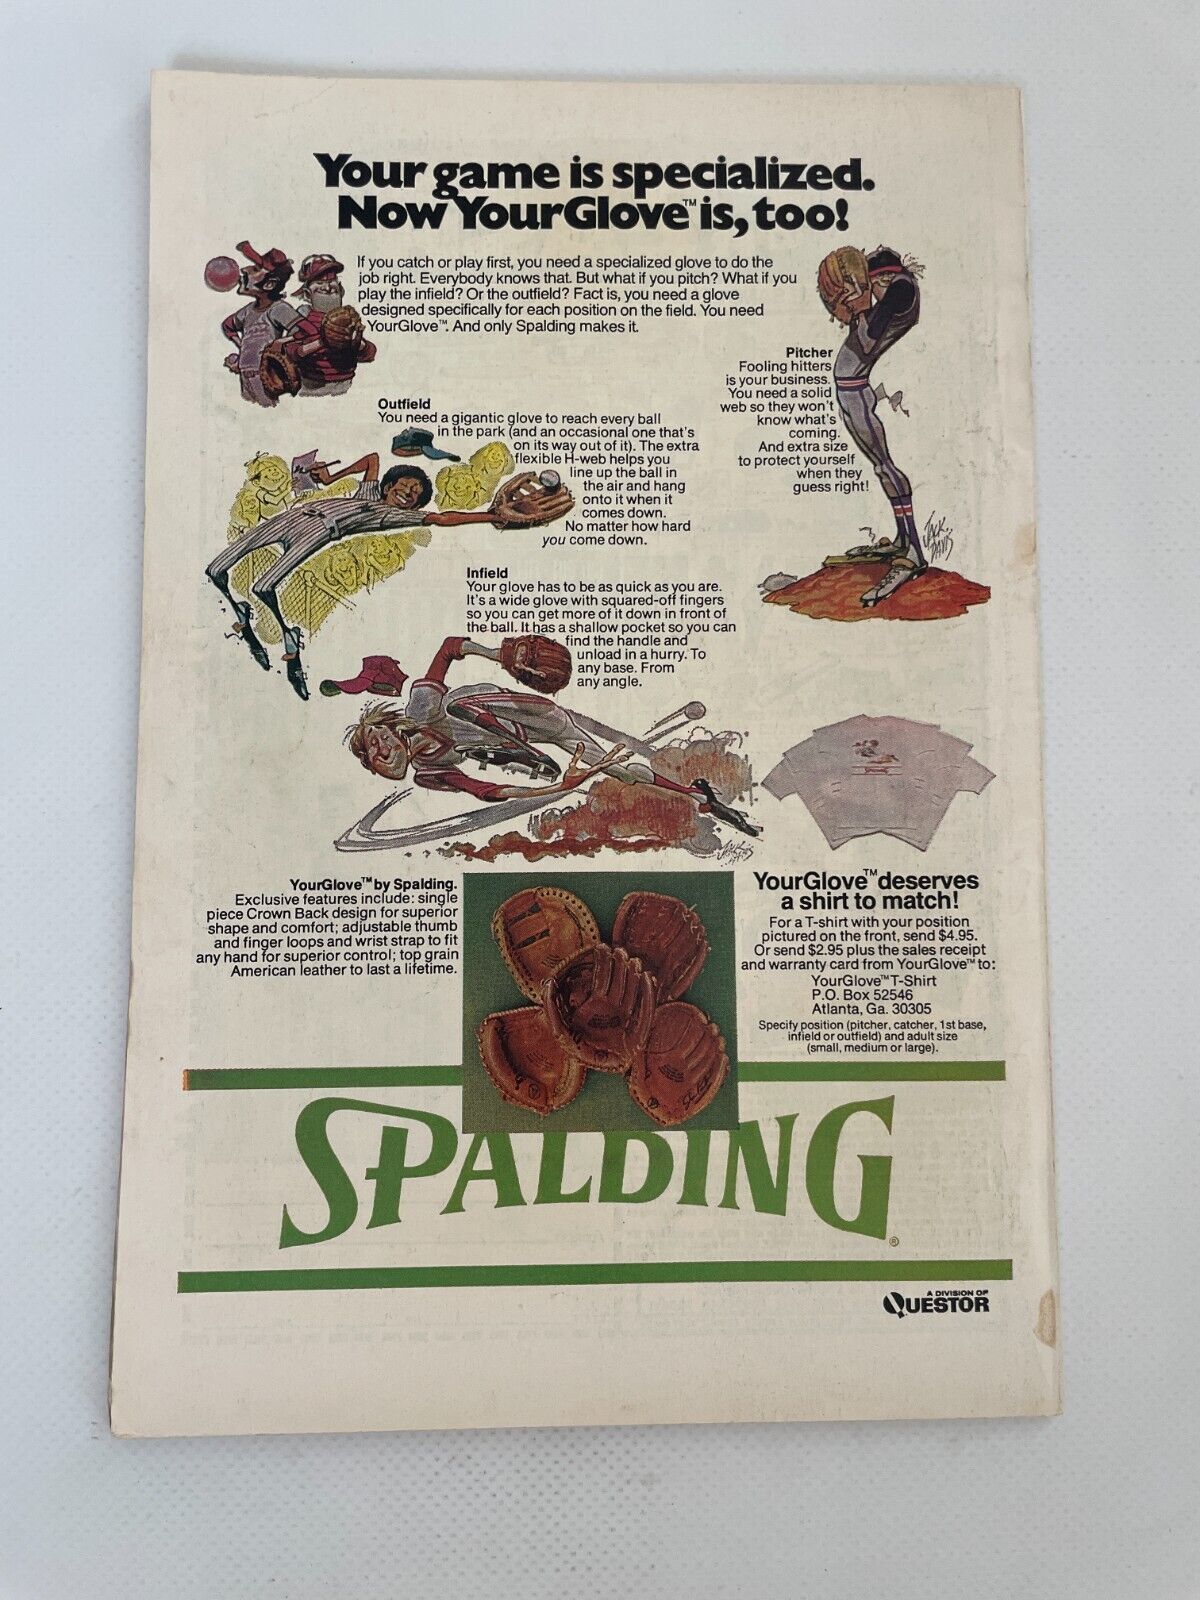 Your game is specialized.
Now YourGlove™ is, too!
If you catch or play first, you need a specialized glove to do the
job right. Everybody knows that. But what if you pitch? What if you
play the infield? Or the outfield? Fact is, you need a glove
designed specifically for each position on the field. You need
YourGlove™. And only Spalding makes it.
Pitcher
Fooling hitters
is your business.
You need a solid
web so they won't
know what's
coming.
And extra size
to protect yourself
when they
guess right!
JACK
DAVIS
Outfield
You need a gigantic glove to reach every ball
in the park (and an occasional one that's
on its way out of it). The extra
flexible H-web helps you
line up the ball in
the air and hang
onto it when it
comes down.
No matter how hard
you come down.
Infield
Your glove has to be as quick as you are.
It's a wide glove with squared-off fingers
so you can get more of it down in front of
the ball. It has a shallow pocket so you can
find the handle and
unload in a hurry. To
any base. From
any angle.
JACK
DAVIS
YourGlove™ by Spalding.
Exclusive features include: single
piece Crown Back design for superior
shape and comfort; adjustable thumb
and finger loops and wrist strap to fit
any hand for superior control; top grain
American leather to last a lifetime.
YourGlove™ deserves
a shirt to match!
For a T-shirt with your position
pictured on the front, send $4.95.
Or send $2.95 plus the sales receipt
and warranty card from YourGlove™ to:
YourGlove™ T-Shirt
P.O. Box 52546
Atlanta, Ga. 30305
Specify position (pitcher, catcher, 1st base,
infield or outfield) and adult size
(small, medium or large).
SPALDING®
A DIVISION OF
QUESTOR